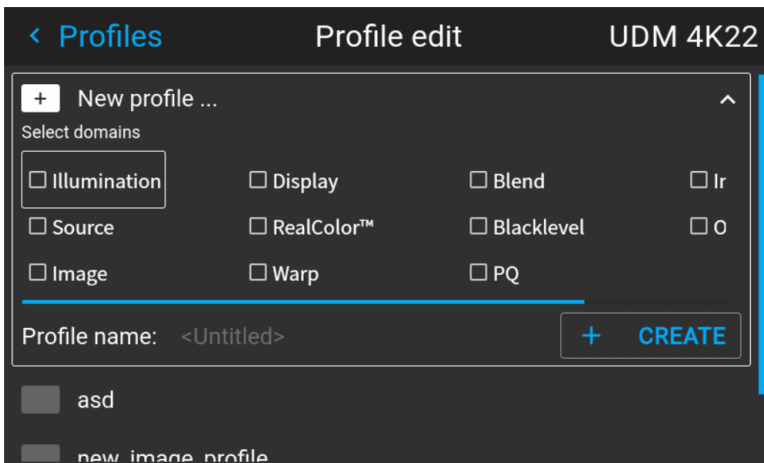 Profiles Profile edit UDM 4K22
+ New profile ...
Select domains
Illumination Display Blend
Source RealColor™ Blacklevel
Image Warp PQ
Profile name: <Untitled> + CREATE
asd
new_image_profile